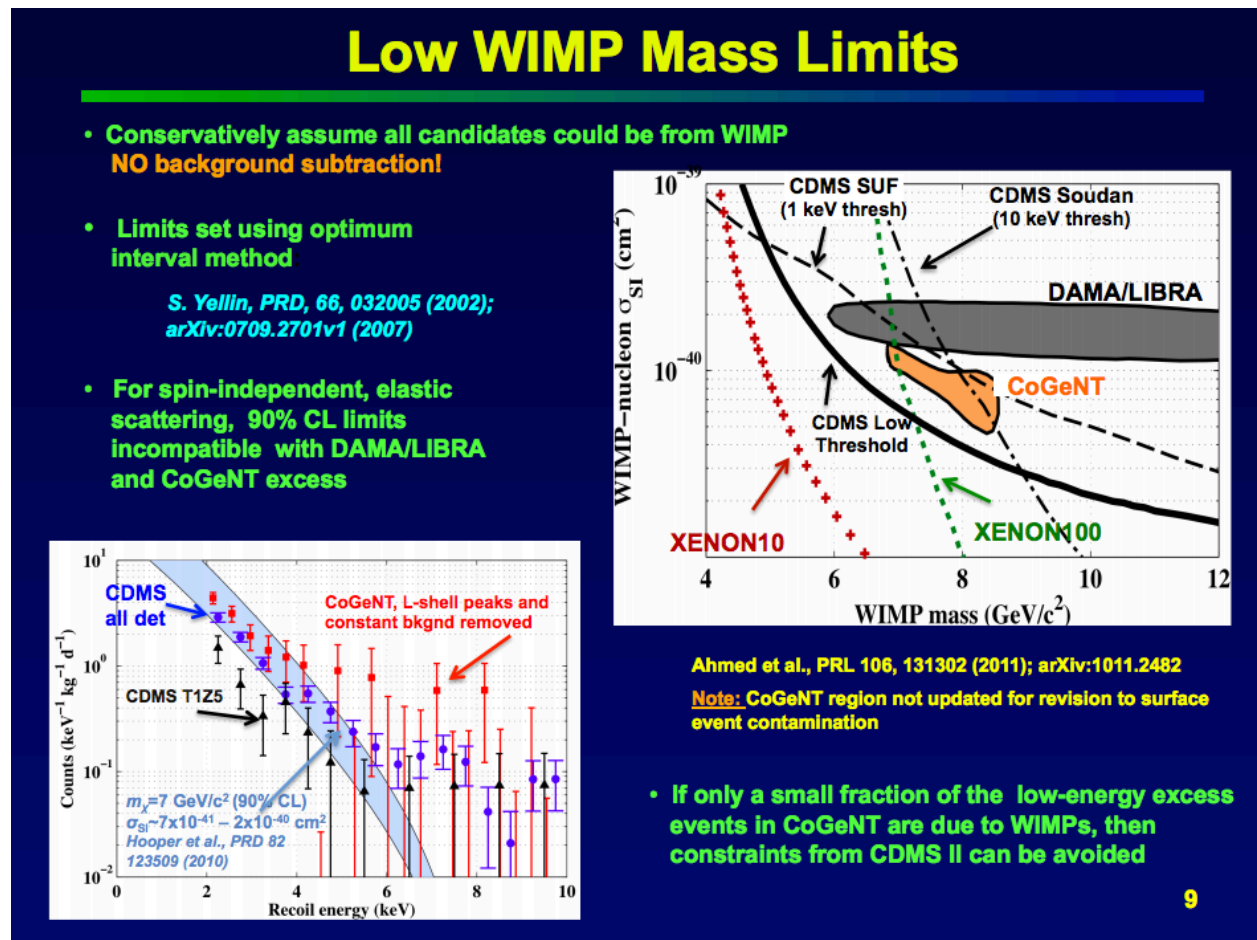 Low WIMP Mass Limits
• Conservatively assume all candidates could be from WIMP
NO background subtraction!
• Limits set using optimum
interval method:
S. Yellin, PRD, 66, 032005 (2002);
arXiv:0709.2701v1 (2007)
• For spin-independent, elastic
scattering, 90% CL limits
incompatible with DAMA/LIBRA
and CoGeNT excess
10⁻³⁹
10⁻⁴⁰
WIMP–nucleon σSI (cm²)
CDMS SUF
(1 keV thresh)
CDMS Soudan
(10 keV thresh)
DAMA/LIBRA
CoGeNT
CDMS Low
Threshold
XENON10
XENON100
4 6 8 10 12
WIMP mass (GeV/c²)
10¹
10⁰
10⁻¹
10⁻²
Counts (keV⁻¹ kg⁻¹ d⁻¹)
CDMS
all det
CoGeNT, L-shell peaks and
constant bkgnd removed
CDMS T1Z5
mχ=7 GeV/c² (90% CL)
σSI~7x10⁻⁴¹ – 2x10⁻⁴⁰ cm²
Hooper et al., PRD 82
123509 (2010)
0 2 4 6 8 10
Recoil energy (keV)
Ahmed et al., PRL 106, 131302 (2011); arXiv:1011.2482
Note: CoGeNT region not updated for revision to surface
event contamination
• If only a small fraction of the low-energy excess
events in CoGeNT are due to WIMPs, then
constraints from CDMS II can be avoided
9